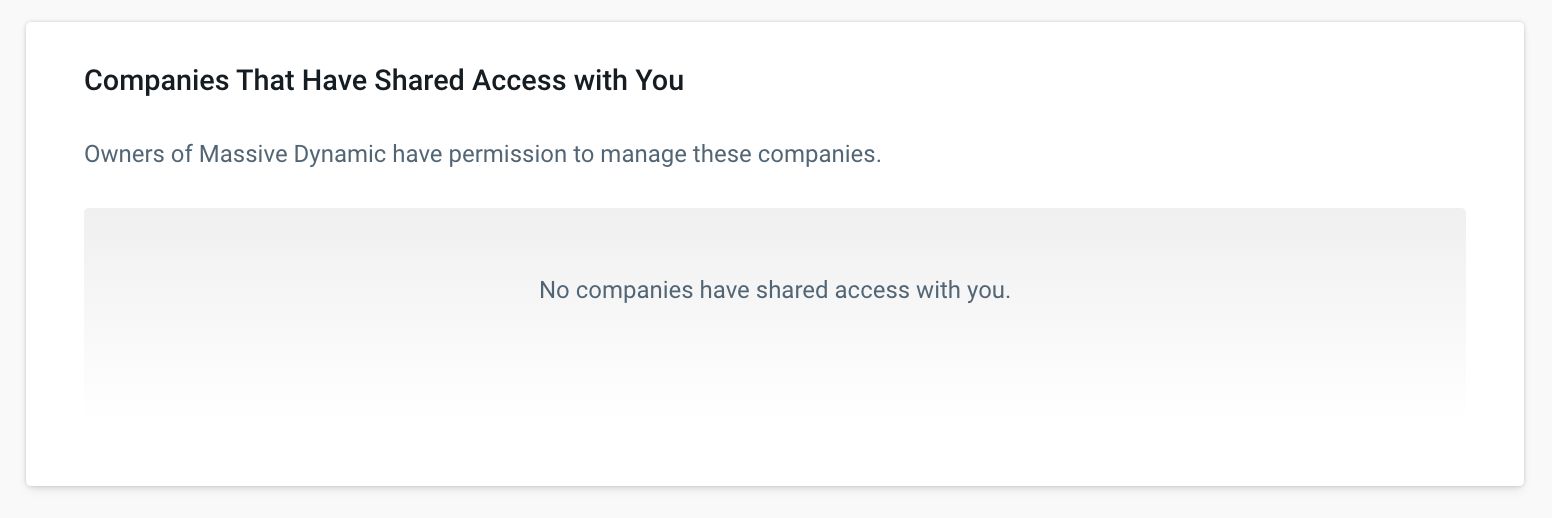 Companies That Have Shared Access with You
Owners of Massive Dynamic have permission to manage these companies.
No companies have shared access with you.